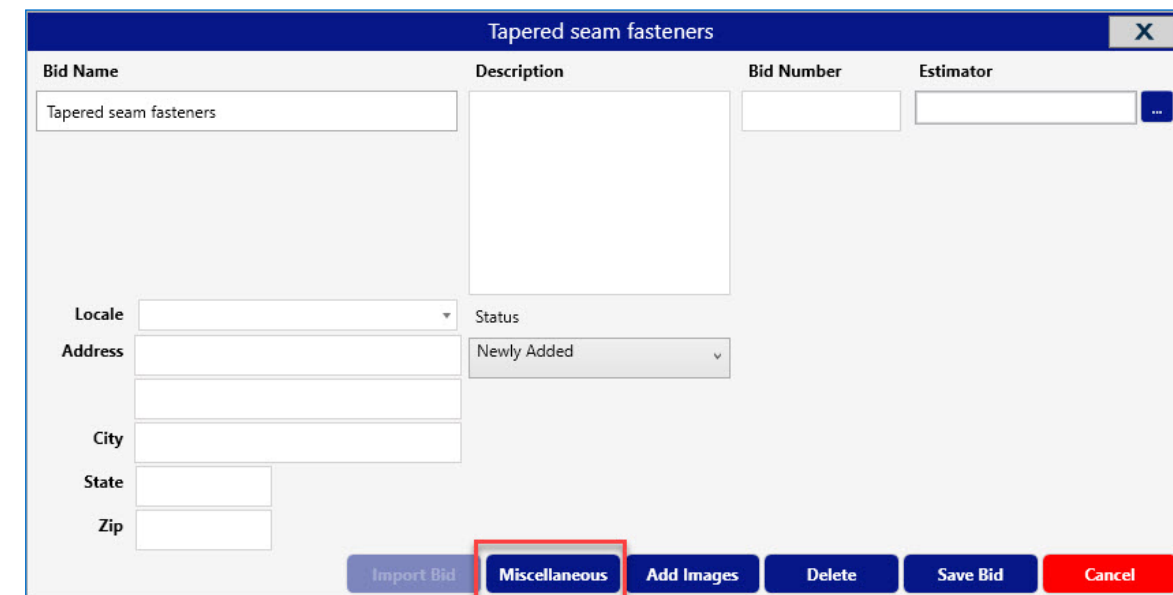 Tapered seam fasteners
X
Bid Name
Description
Bid Number
Estimator
Tapered seam fasteners
...
Locale
Status
Address
Newly Added
City
State
Zip
Import Bid
Miscellaneous
Add Images
Delete
Save Bid
Cancel